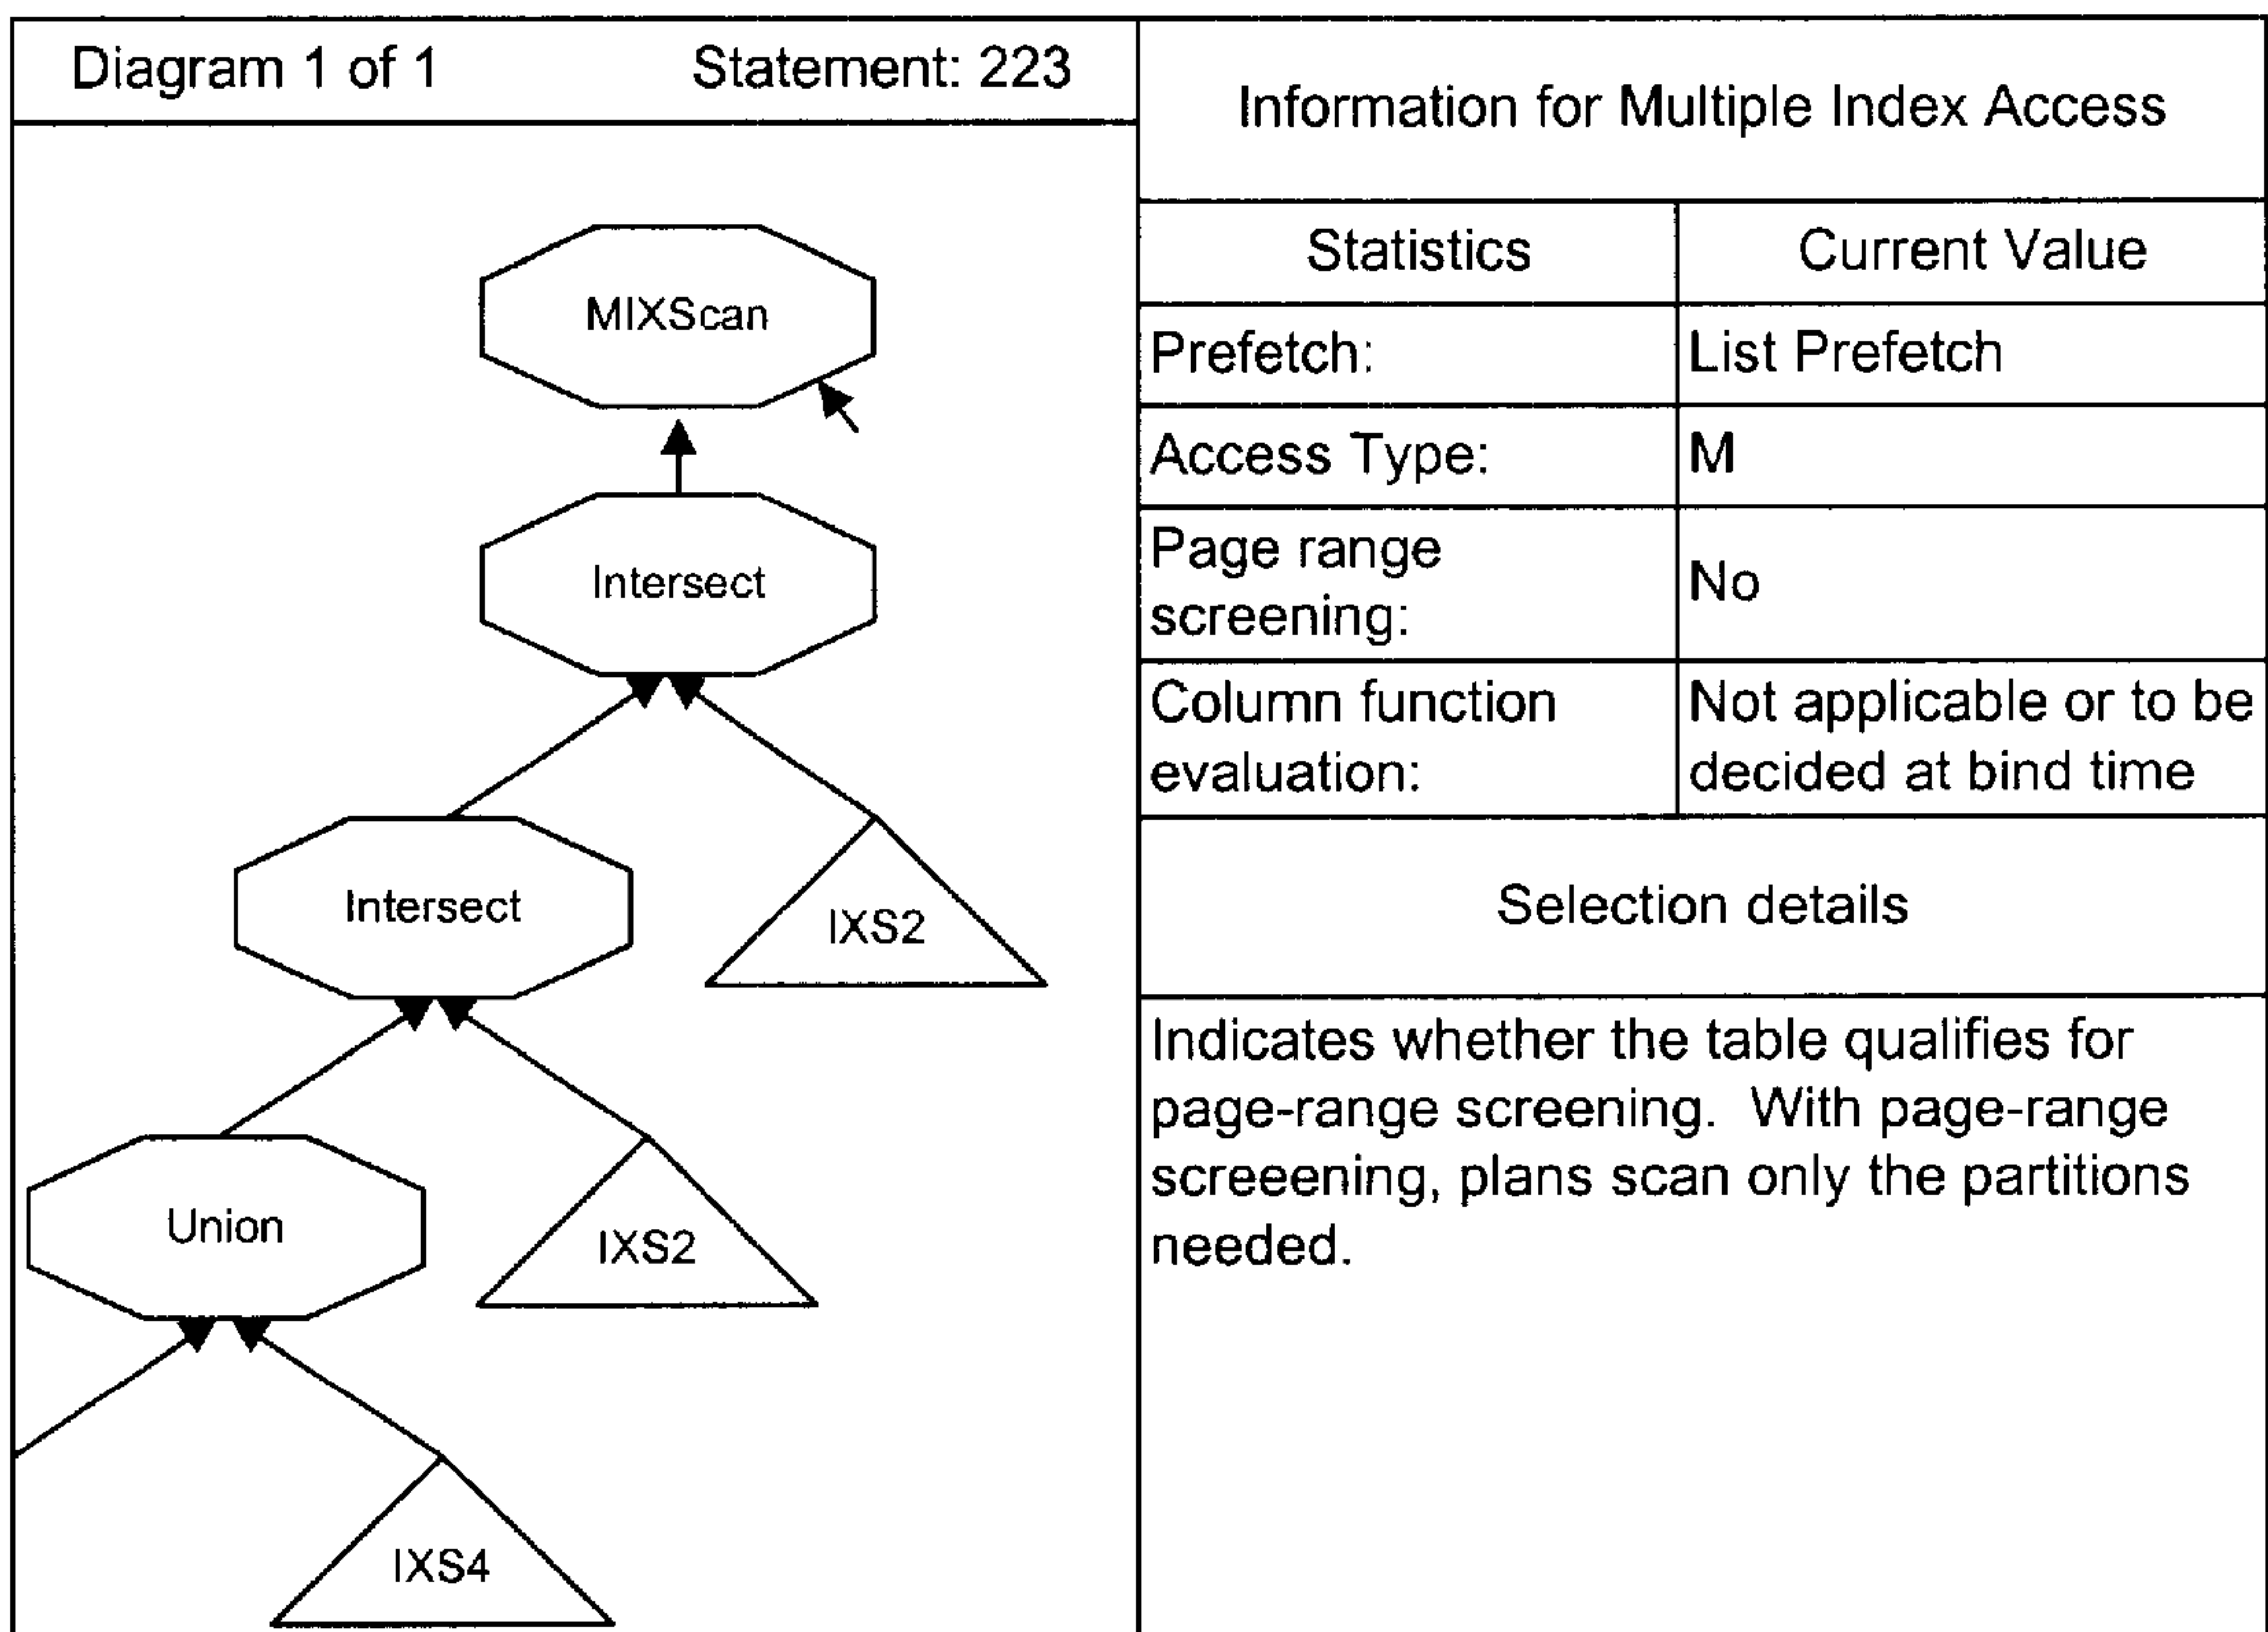 Diagram 1 of 1 Statement: 223
MIXScan
Intersect
Intersect
IXS2
Union
IXS2
IXS4
Information for Multiple Index Access
Statistics Current Value
Prefetch: List Prefetch
Access Type: M
Page range
screening:
No
Column function
evaluation:
Not applicable or to be
decided at bind time
Selection details
Indicates whether the table qualifies for
page-range screening. With page-range
screeening, plans scan only the partitions
needed.